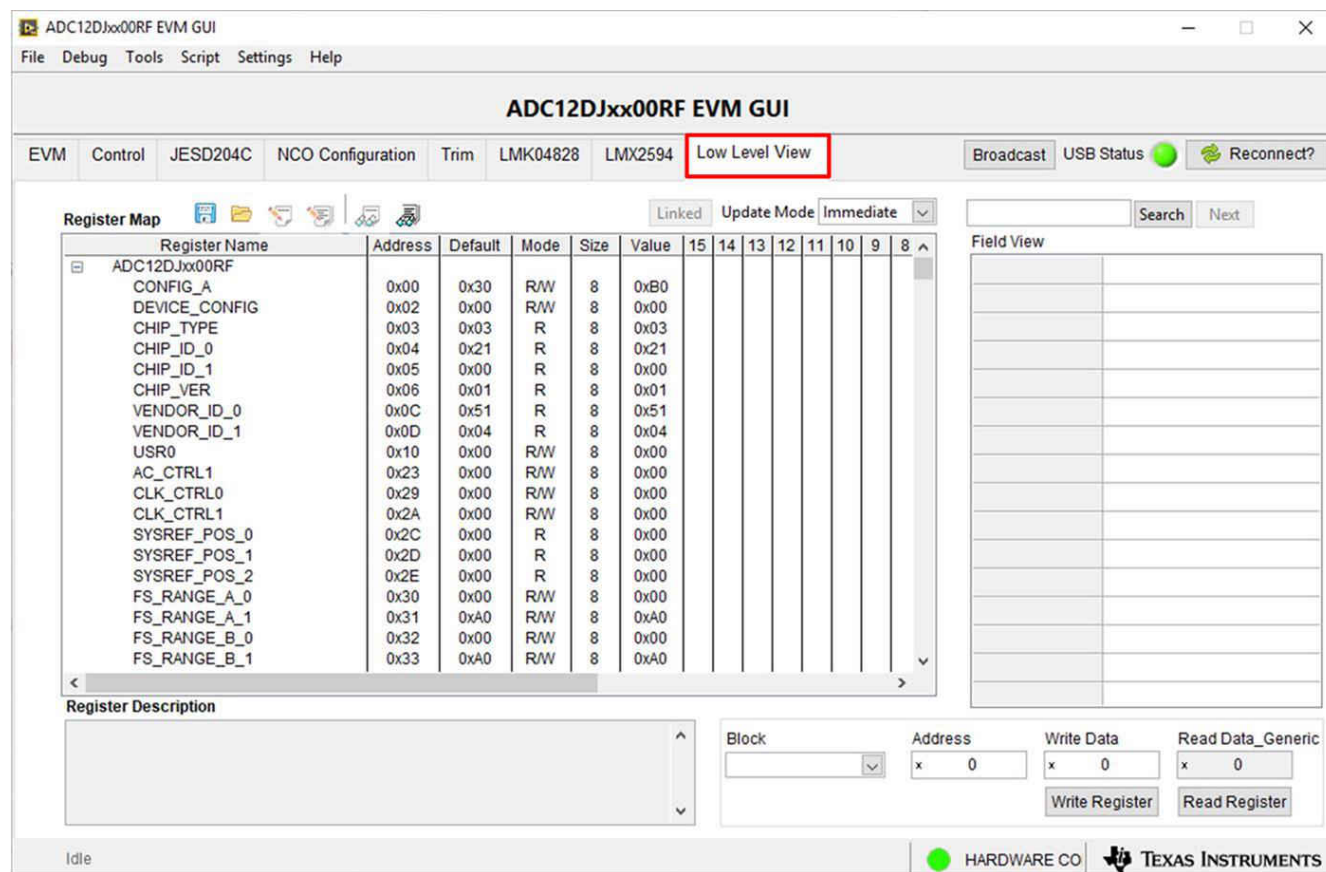 ADC12DJxx00RF EVM GUI
File Debug Tools Script Settings Help
ADC12DJxx00RF EVM GUI
EVM Control JESD204C NCO Configuration Trim LMK04828 LMX2594 Low Level View Broadcast USB Status Reconnect?
Register Map Linked Update Mode Immediate Search Next
Register Name Address Default Mode Size Value 15 14 13 12 11 10 9 8 Field View
ADC12DJxx00RF
CONFIG_A 0x00 0x30 R/W 8 0xB0
DEVICE_CONFIG 0x02 0x00 R/W 8 0x00
CHIP_TYPE 0x03 0x03 R 8 0x03
CHIP_ID_0 0x04 0x21 R 8 0x21
CHIP_ID_1 0x05 0x00 R 8 0x00
CHIP_VER 0x06 0x01 R 8 0x01
VENDOR_ID_0 0x0C 0x51 R 8 0x51
VENDOR_ID_1 0x0D 0x04 R 8 0x04
USR0 0x10 0x00 R/W 8 0x00
AC_CTRL1 0x23 0x00 R/W 8 0x00
CLK_CTRL0 0x29 0x00 R/W 8 0x00
CLK_CTRL1 0x2A 0x00 R/W 8 0x00
SYSREF_POS_0 0x2C 0x00 R 8 0x00
SYSREF_POS_1 0x2D 0x00 R 8 0x00
SYSREF_POS_2 0x2E 0x00 R 8 0x00
FS_RANGE_A_0 0x30 0x00 R/W 8 0x00
FS_RANGE_A_1 0x31 0xA0 R/W 8 0xA0
FS_RANGE_B_0 0x32 0x00 R/W 8 0x00
FS_RANGE_B_1 0x33 0xA0 R/W 8 0xA0
Register Description
Block Address Write Data Read Data_Generic
x 0 x 0 x 0
Write Register Read Register
Idle HARDWARE CO TEXAS INSTRUMENTS